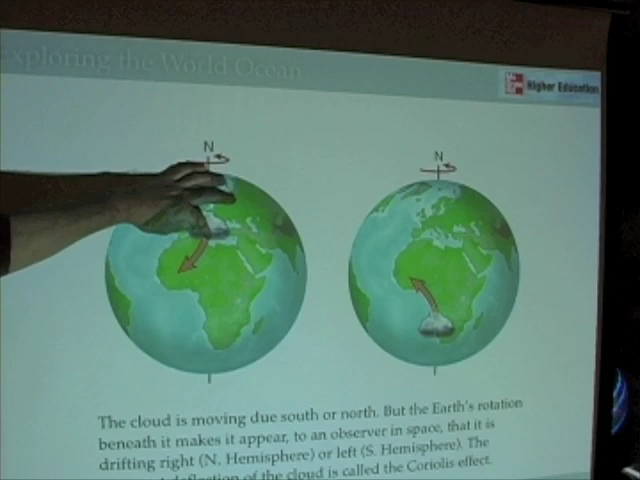 xploring the World Ocean
Higher Education
N
N
The cloud is moving due south or north. But the Earth's rotation
beneath it makes it appear, to an observer in space, that it is
drifting right (N. Hemisphere) or left (S. Hemisphere). The
deflection of the cloud is called the Coriolis effect.